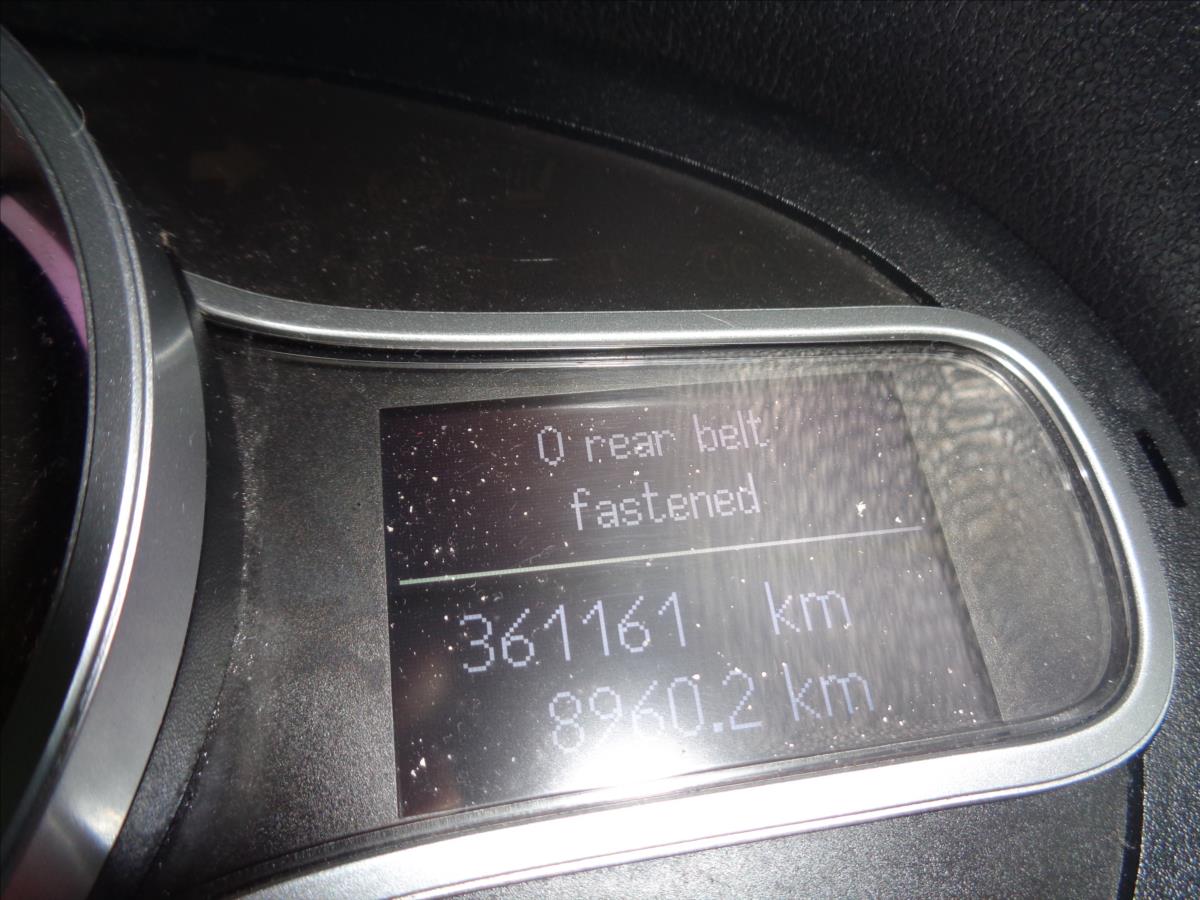 0 rear belt
fastened
361161 km
8960.2 km